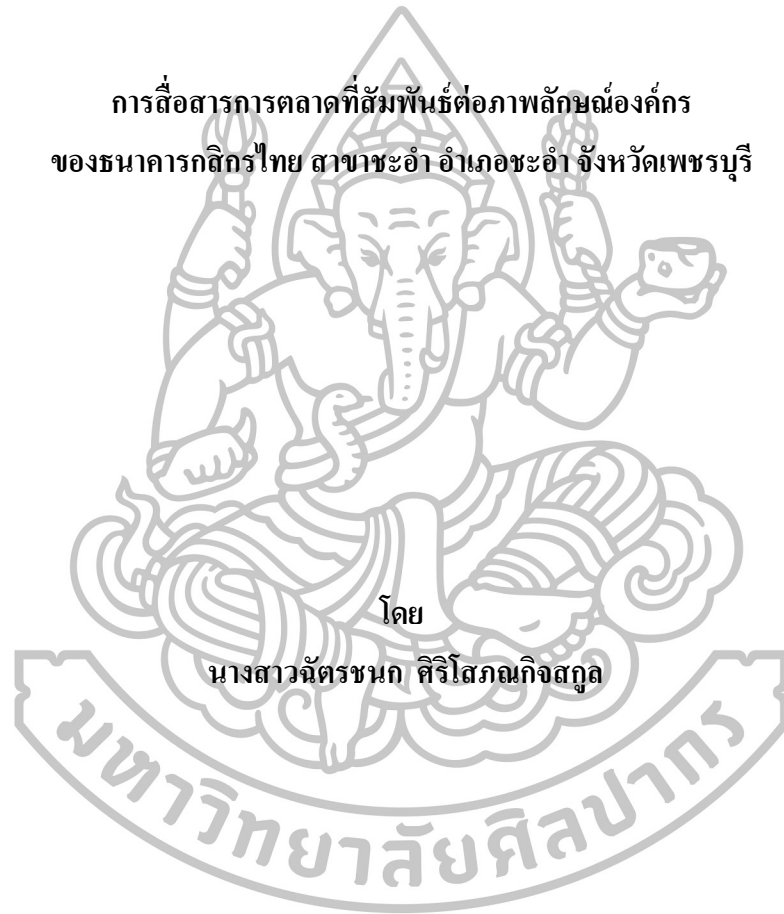 การสื่อสารการตลาดที่สัมพันธ์ต่อภาพลักษณ์องค์กร
ของธนาคารกสิกรไทย สาขาชะอำ อำเภอชะอำ จังหวัดเพชรบุรี
โดย
นางสาวฉัตรชนก ศิริโสภณกิจสกูล
มหาวิทยาลัยศิลปากร